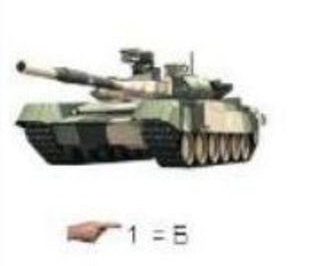 1 = Б